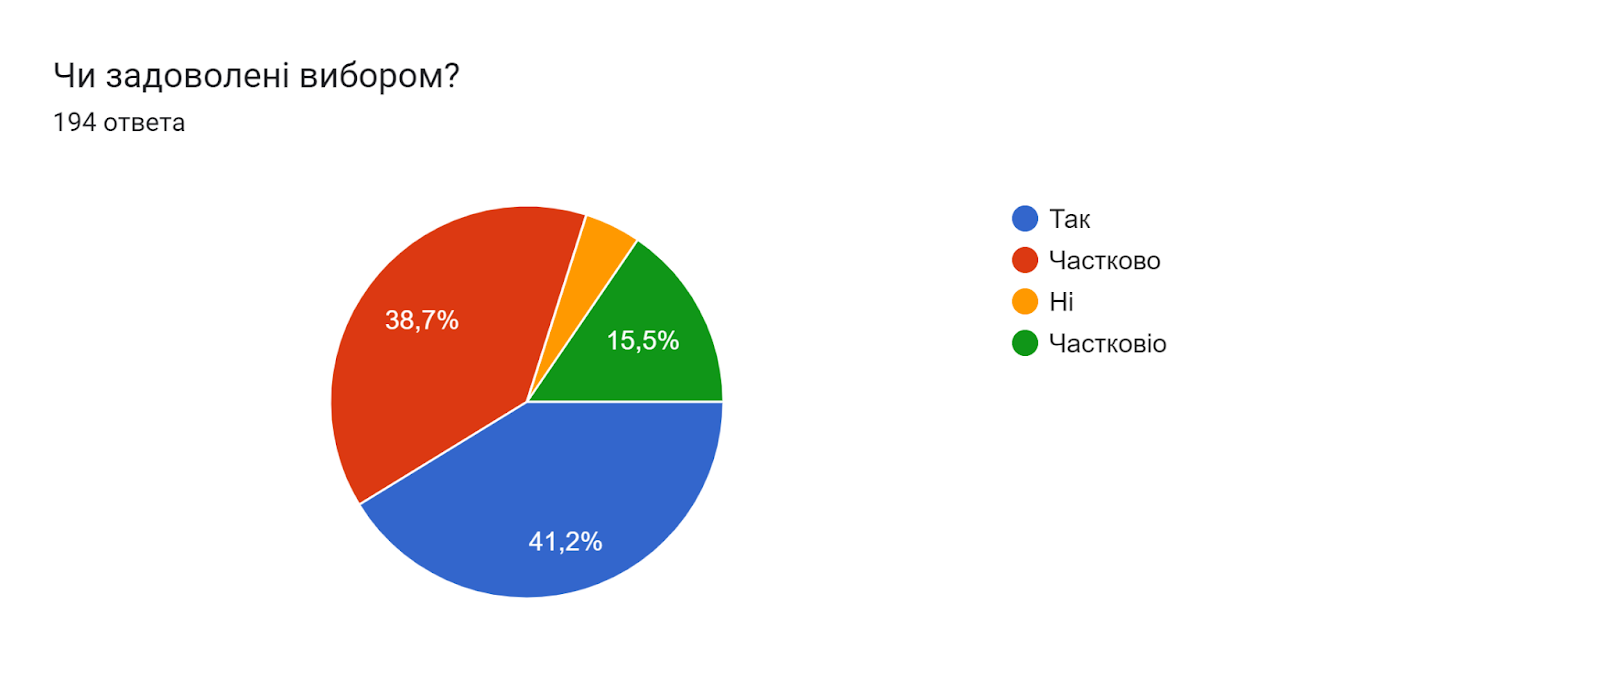 Чи задоволені вибором?
194 ответа
38,7%
15,5%
41,2%
Так
Частково
Ні
Частковіо